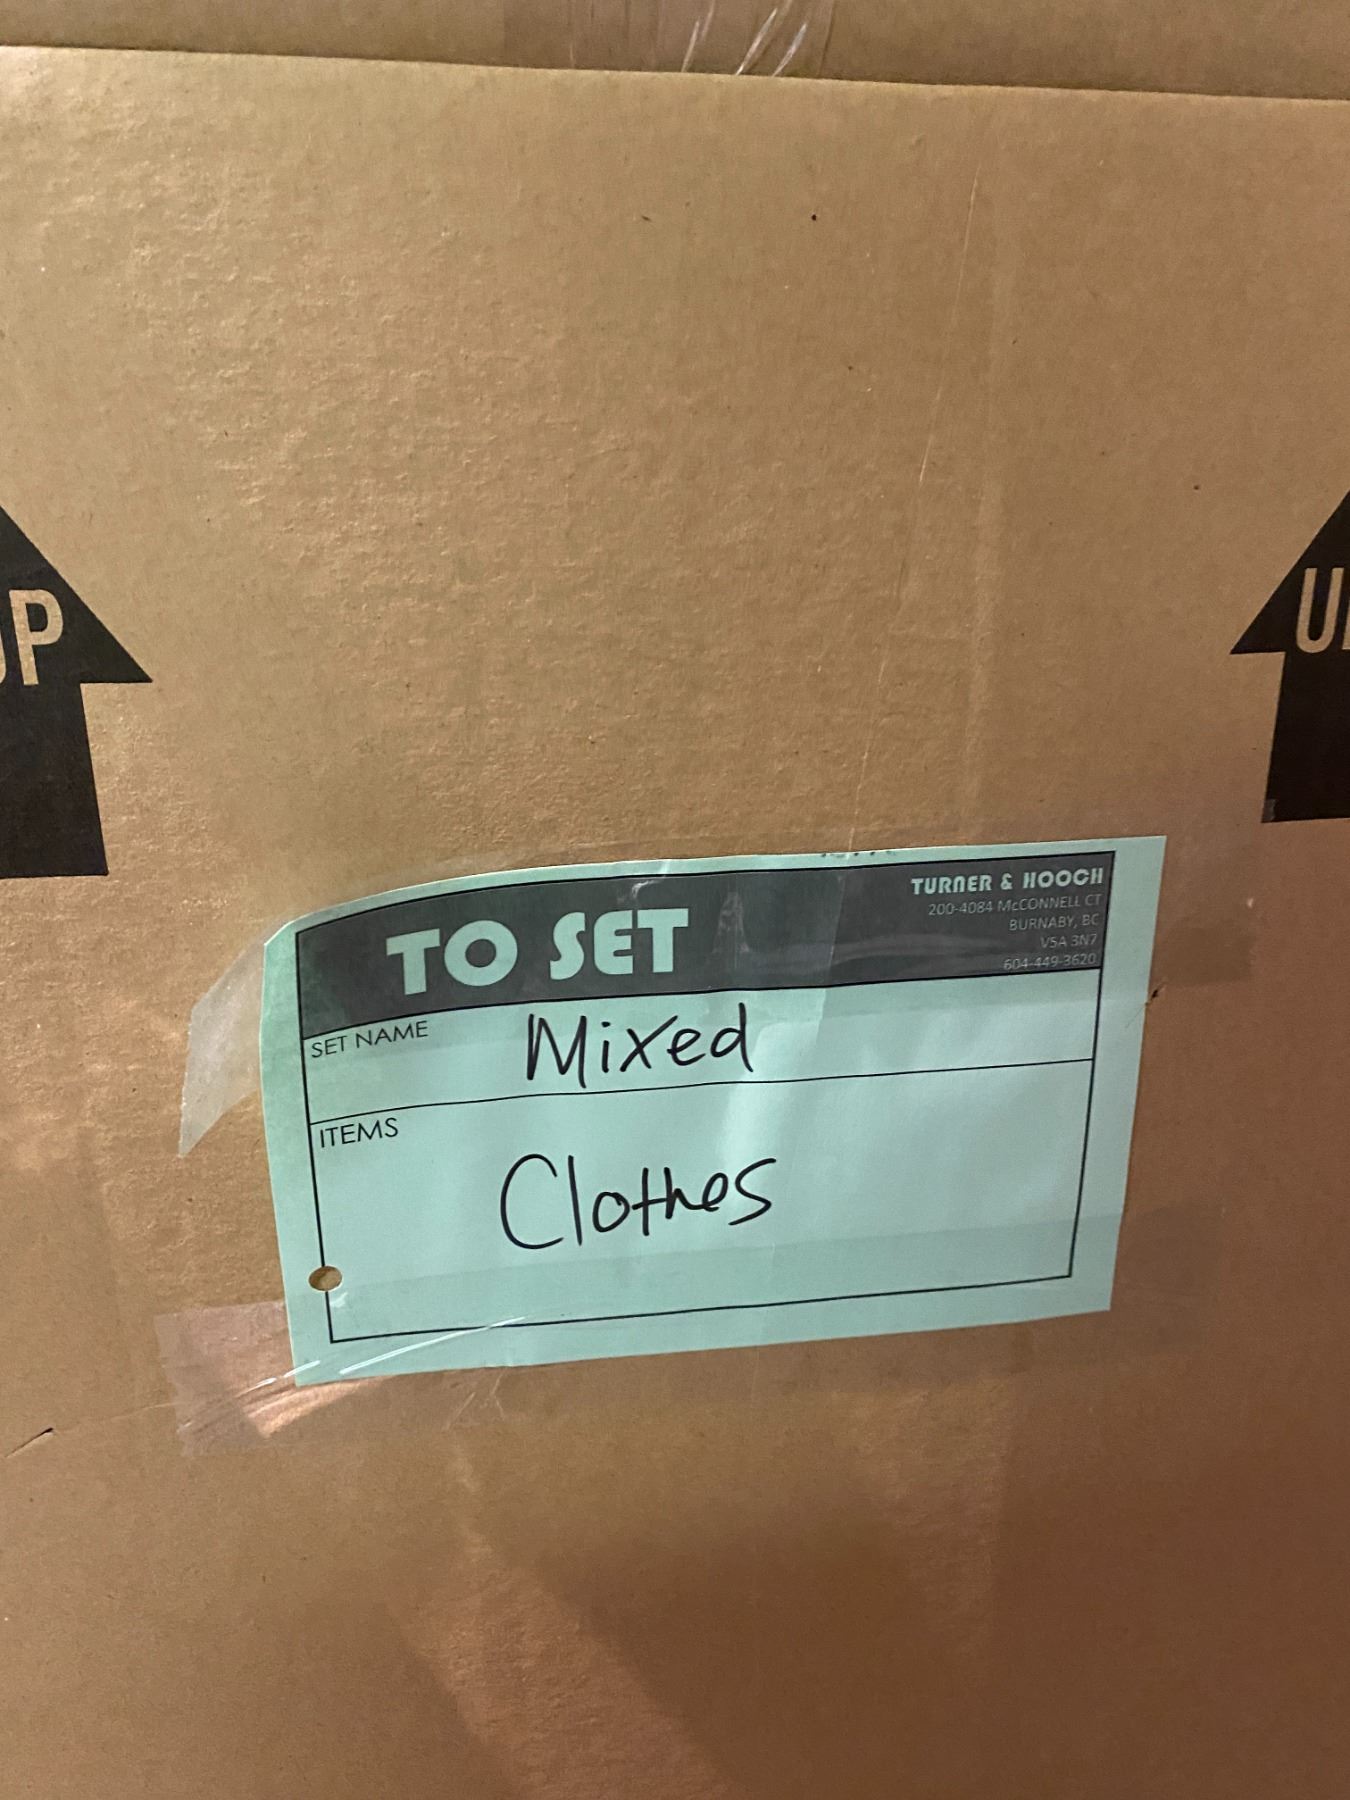 UP
UP
TO SET
TURNER & HOOCH
200-4084 McCONNELL CT
BURNABY, BC
V5A 3N7
604-449-3620
SET NAME Mixed
ITEMS
Clothes